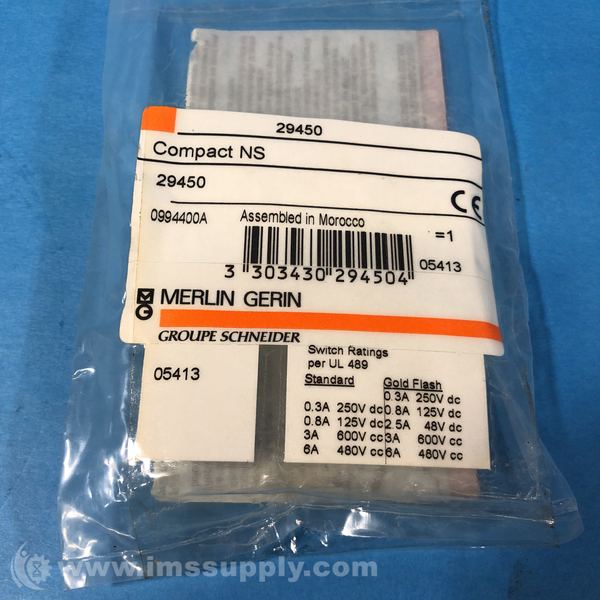 29450
Compact NS
29450
CE
0994400A Assembled in Morocco
=1
3 303430 294504 05413
MERLIN GERIN
GROUPE SCHNEIDER
05413
Switch Ratings
per UL 489
Standard Gold Flash
0.3A 250V dc
0.3A 250V dc 0.8A 125V dc
0.8A 125V dc 2.5A 48V dc
3A 600V cc 3A 600V cc
6A 480V cc 6A 480V cc
www.imssupply.com